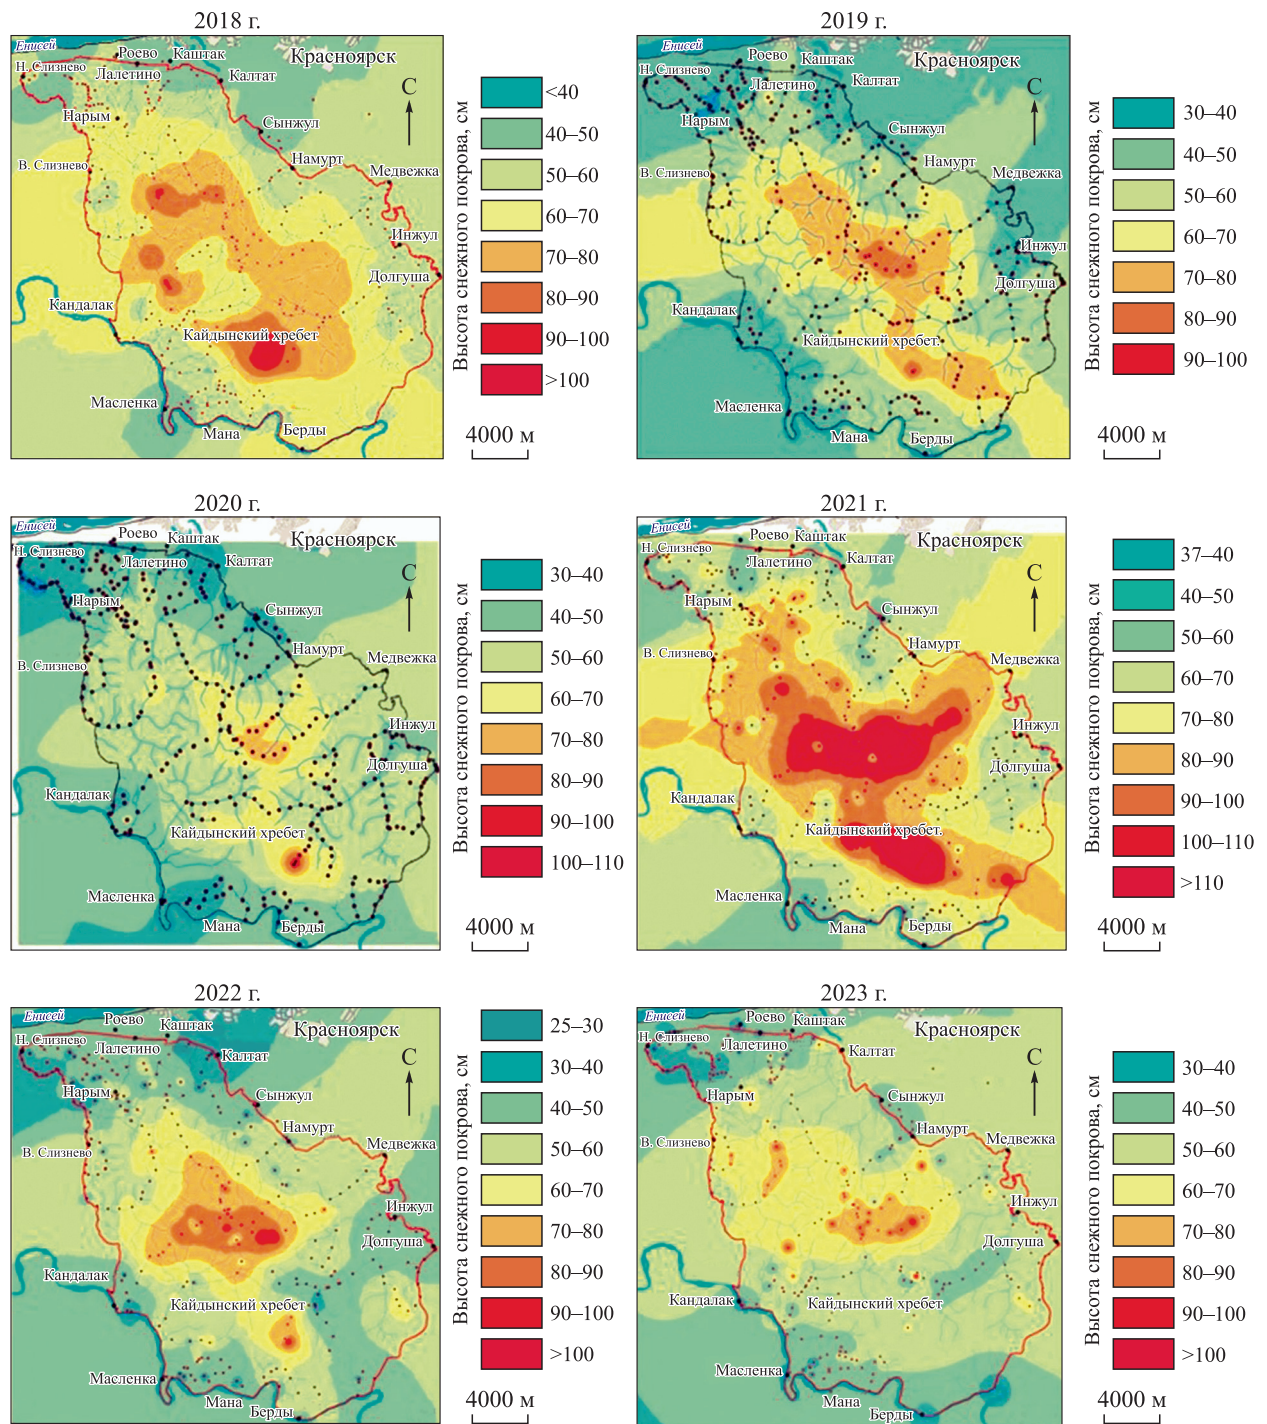 2018 г.
Енисей
Роево
Каштак
Красноярск
Н. Слизнево
Лалетино
Калтат
С
Нарым
Сынжул
В. Слизнево
Намурт
Медвежка
Инжул
Долгуша
Кандалак
Кайдынский хребет
Масленка
Мана
Берды
Высота снежного покрова, см
<40
40–50
50–60
60–70
70–80
80–90
90–100
>100
4000 м
2019 г.
Енисей
Роево
Каштак
Красноярск
Н. Слизнево
Лалетино
Калтат
С
Нарым
Сынжул
В. Слизнево
Намурт
Медвежка
Инжул
Долгуша
Кандалак
Кайдынский хребет.
Масленка
Мана
Берды
Высота снежного покрова, см
30–40
40–50
50–60
60–70
70–80
80–90
90–100
4000 м
2020 г.
Енисей
Роево
Каштак
Красноярск
Н. Слизнево
Лалетино
Калтат
С
Нарым
Сынжул
В. Слизнево
Намурт
Медвежка
Инжул
Долгуша
Кандалак
Кайдынский хребет
Масленка
Мана
Берды
Высота снежного покрова, см
30–40
40–50
50–60
60–70
70–80
80–90
90–100
100–110
4000 м
2021 г.
Енисей
Роево
Каштак
Красноярск
Н. Слизнево
Лалетино
Калтат
С
Нарым
Сынжул
В. Слизнево
Намурт
Медвежка
Инжул
Долгуша
Кандалак
Кайдынский хребет.
Масленка
Мана
Берды
Высота снежного покрова, см
37–40
40–50
50–60
60–70
70–80
80–90
90–100
100–110
>110
4000 м
2022 г.
Енисей
Роево
Каштак
Красноярск
Н. Слизнево
Лалетино
Калтат
С
Нарым
Сынжул
В. Слизнево
Намурт
Медвежка
Инжул
Долгуша
Кандалак
Кайдынский хребет
Масленка
Мана
Берды
Высота снежного покрова, см
25–30
30–40
40–50
50–60
60–70
70–80
80–90
90–100
>100
4000 м
2023 г.
Енисей
Роево
Каштак
Красноярск
Н. Слизнево
Лалетино
Калтат
С
Нарым
Сынжул
В. Слизнево
Намурт
Медвежка
Инжул
Долгуша
Кандалак
Кайдынский хребет
Масленка
Мана
Берды
Высота снежного покрова, см
30–40
40–50
50–60
60–70
70–80
80–90
90–100
>100
4000 м